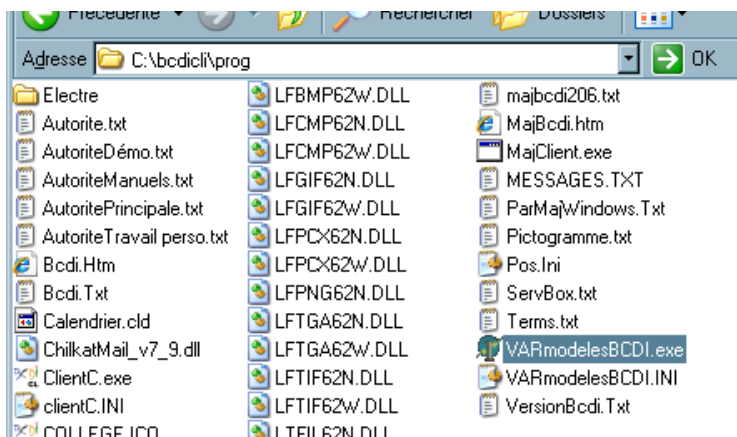 Précédente Rechercher Dossiers
Adresse C:\bcdicli\prog OK
Electre
Autorite.txt
AutoriteDémo.txt
AutoriteManuels.txt
AutoritePrincipale.txt
AutoriteTravail perso.txt
Bcdi.Htm
Bcdi.Txt
Calendrier.cld
ChilkatMail_v7_9.dll
ClientC.exe
clientC.INI
COLLEGE.ICO
LFBMP62W.DLL
LFCMP62N.DLL
LFCMP62W.DLL
LFGIF62N.DLL
LFGIF62W.DLL
LFPCX62N.DLL
LFPCX62W.DLL
LFPNG62N.DLL
LFTGA62N.DLL
LFTGA62W.DLL
LFTIF62N.DLL
LFTIF62W.DLL
LTFIL62N.DLL
majbcdi206.txt
MajBcdi.htm
MajClient.exe
MESSAGES.TXT
ParMajWindows.Txt
Pictogramme.txt
Pos.Ini
ServBox.txt
Terms.txt
VARmodelesBCDI.exe
VARmodelesBCDI.INI
VersionBcdi.Txt